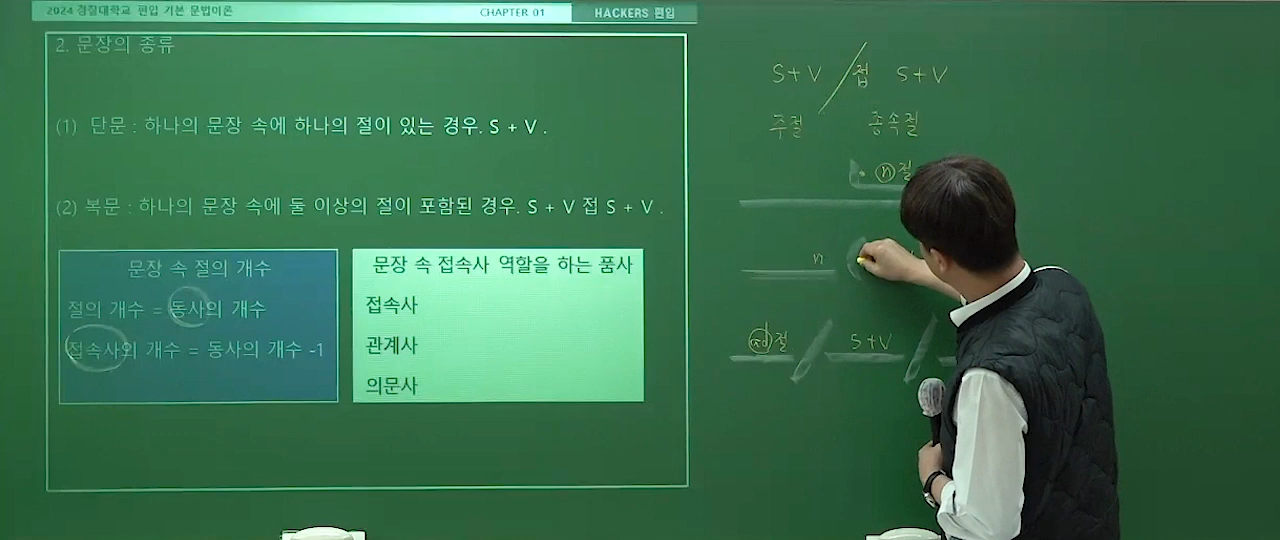 2024 경찰대학교 편입 기본 문법이론 CHAPTER 01 HACKERS 편입
2. 문장의 종류
(1) 단문 : 하나의 문장 속에 하나의 절이 있는 경우. S + V .
(2) 복문 : 하나의 문장 속에 둘 이상의 절이 포함된 경우. S + V 접 S + V .
문장 속 절의 개수
절의 개수 = 동사의 개수
접속사의 개수 = 동사의 개수 -1
문장 속 접속사 역할을 하는 품사
접속사
관계사
의문사
S+V / 접 S+V
주절 종속절
n절
n
ad절 / S+V /